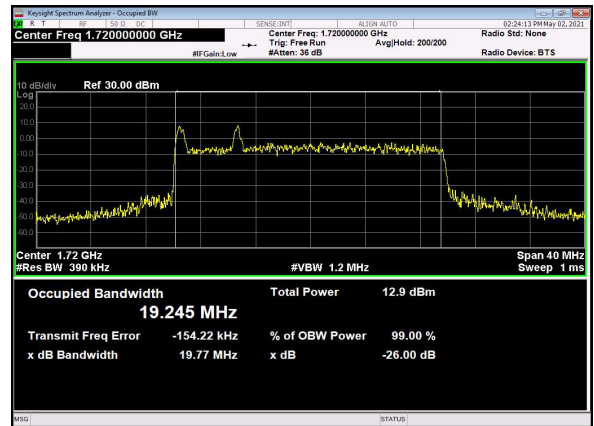 Keysight Spectrum Analyzer - Occupied BW
LXI R T RF 50 Ω DC SENSE:INT ALIGN AUTO 02:24:13 PM May 02, 2021
Center Freq 1.720000000 GHz Center Freq: 1.720000000 GHz Radio Std: None
Trig: Free Run Avg|Hold: 200/200
#IFGain:Low #Atten: 36 dB Radio Device: BTS
10 dB/div Ref 30.00 dBm
Log
20.0
10.0
0.00
-10.0
-20.0
-30.0
-40.0
-50.0
-60.0
Center 1.72 GHz Span 40 MHz
#Res BW 390 kHz #VBW 1.2 MHz Sweep 1 ms
Occupied Bandwidth Total Power 12.9 dBm
19.245 MHz
Transmit Freq Error -154.22 kHz % of OBW Power 99.00 %
x dB Bandwidth 19.77 MHz x dB -26.00 dB
MSG STATUS